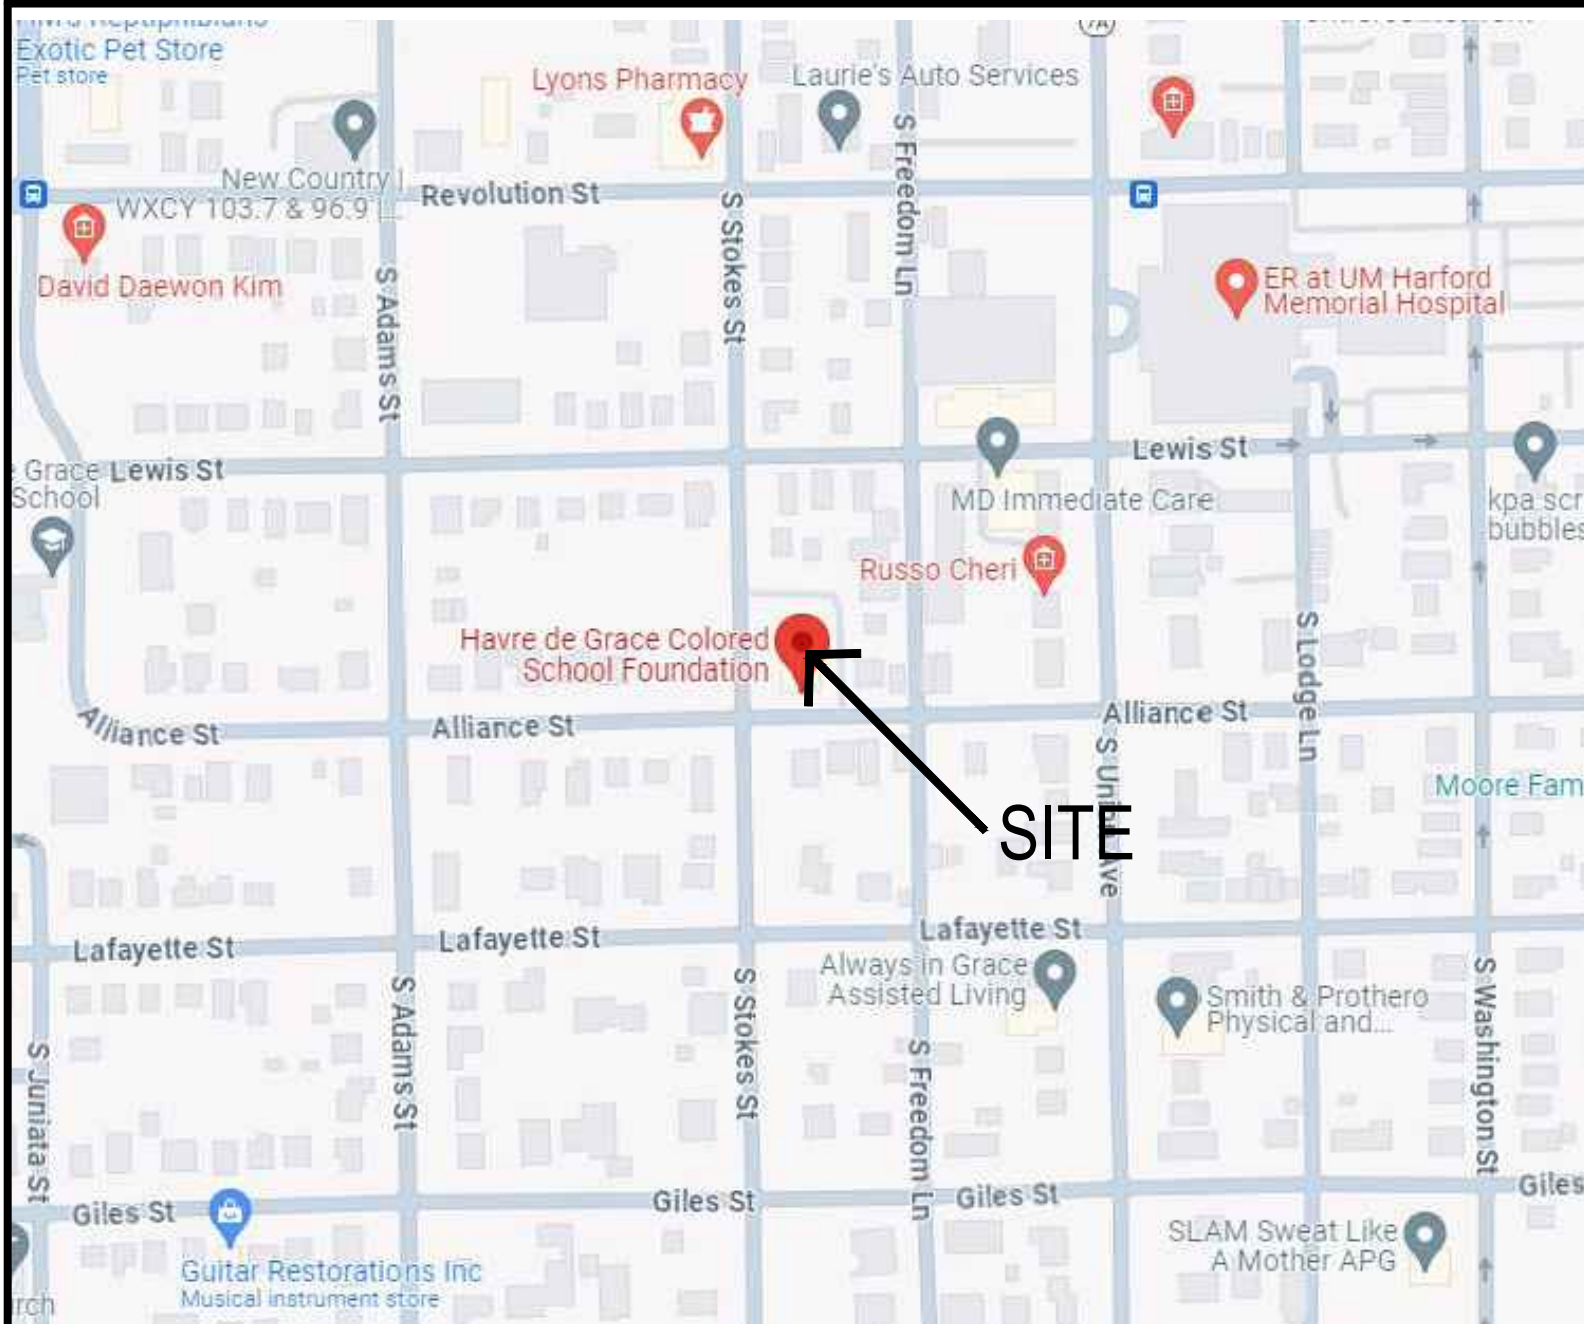 Exotic Pet Store
Pet store
Lyons Pharmacy
Laurie's Auto Services
7A
S Freedom Ln
New Country |
WXCY 103.7 & 96.9 |...
Revolution St
David Daewon Kim
S Adams St
S Stokes St
ER at UM Harford
Memorial Hospital
Grace
School
Lewis St
Lewis St
MD Immediate Care
kpa scr
bubbles
Russo Cheri
Havre de Grace Colored
School Foundation
S Lodge Ln
Alliance St
Alliance St
Alliance St
S Union Ave
Moore Fam
SITE
Lafayette St
Lafayette St
Lafayette St
Always in Grace
Assisted Living
Smith & Prothero
Physical and...
S Juniata St
S Adams St
S Stokes St
S Freedom Ln
S Washington St
Giles St
Giles St
Giles St
Giles
Guitar Restorations Inc
Musical instrument store
SLAM Sweat Like
A Mother APG
rch